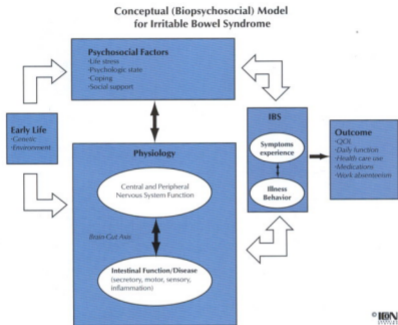 Conceptual (Biopsychosocial) Model
for Irritable Bowel Syndrome
Psychosocial Factors
·Life stress
·Psychologic state
·Coping
·Social support
Early Life
·Genetic
·Environment
Physiology
Central and Peripheral
Nervous System Function
Brain-Gut Axis
Intestinal Function/Disease
(secretory, motor, sensory,
inflammation)
IBS
Symptoms
experience
Illness
Behavior
Outcome
·QOL
·Daily function
·Health care use
·Medications
·Work absenteeism
©